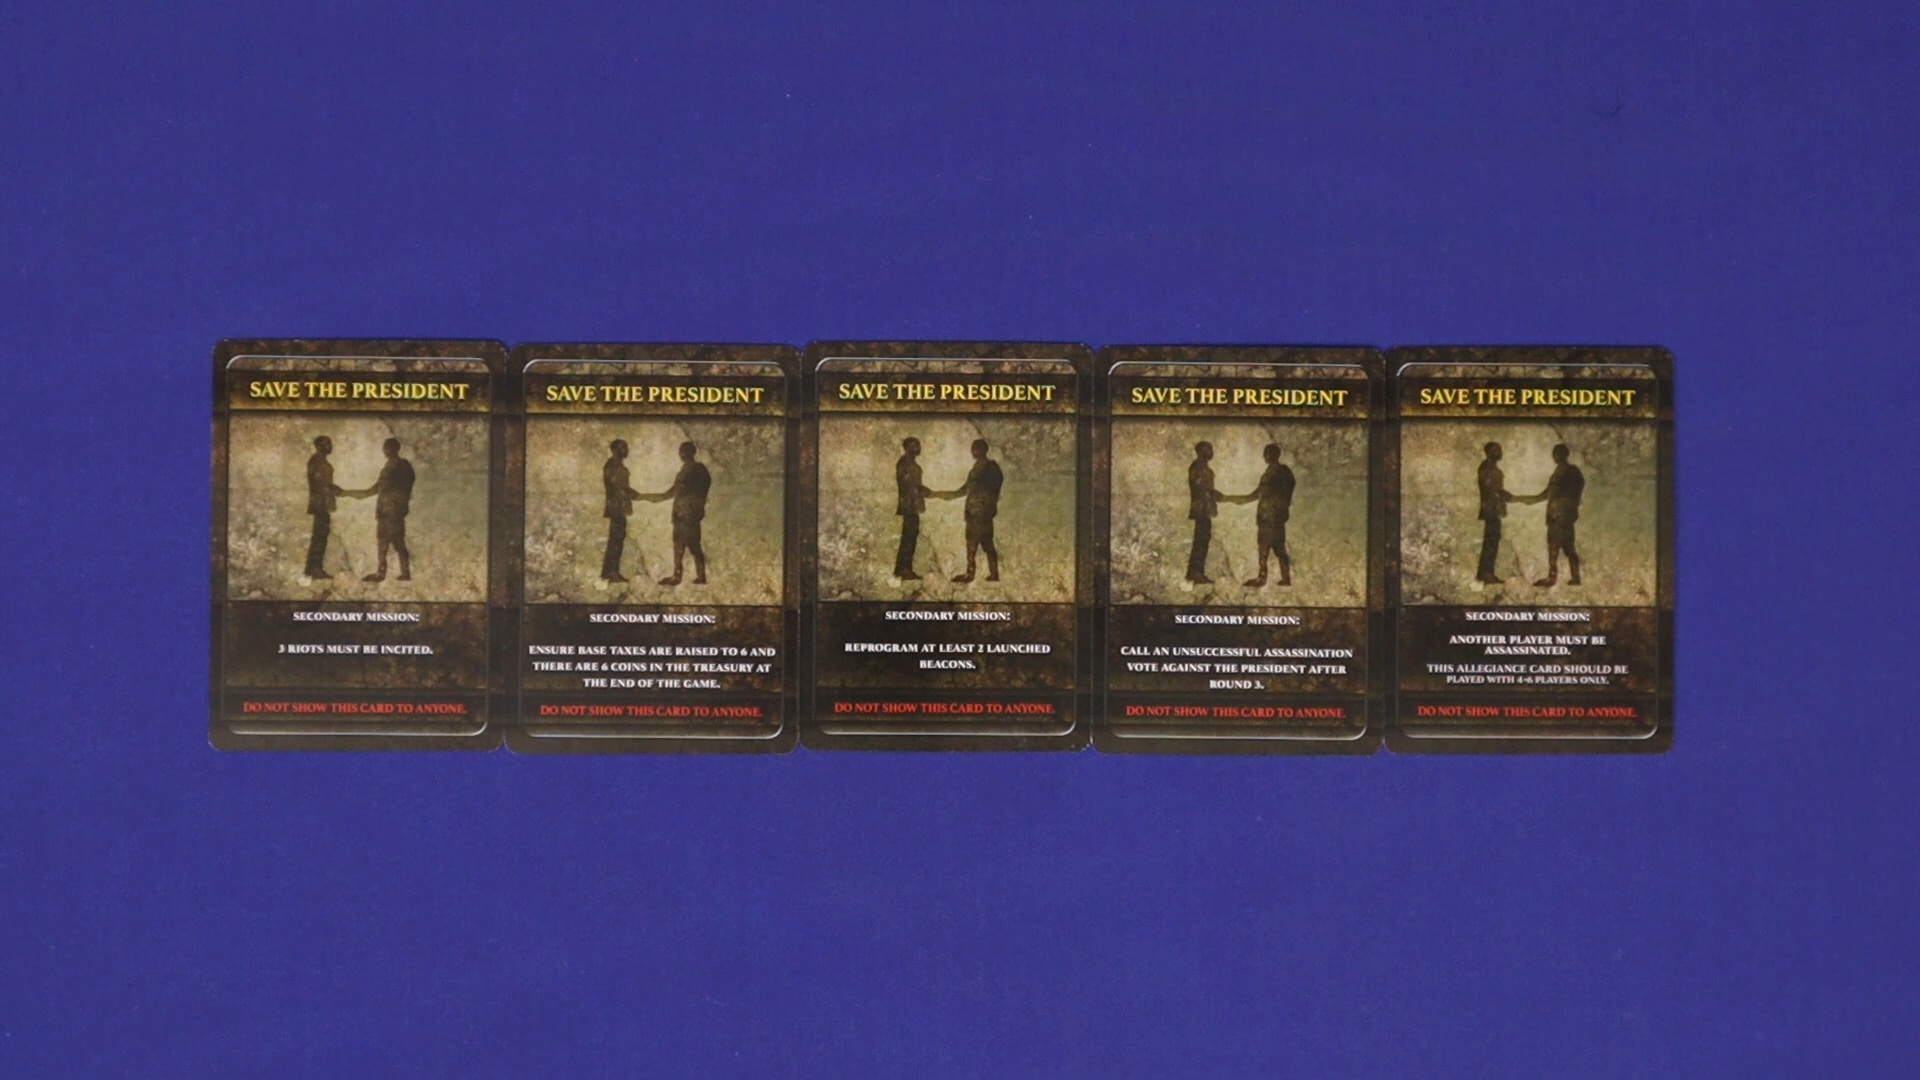 SAVE THE PRESIDENT
SECONDARY MISSION:
3 RIOTS MUST BE INCITED.
DO NOT SHOW THIS CARD TO ANYONE.
SAVE THE PRESIDENT
SECONDARY MISSION:
ENSURE BASE TAXES ARE RAISED TO 6 AND
THERE ARE 6 COINS IN THE TREASURY AT
THE END OF THE GAME.
DO NOT SHOW THIS CARD TO ANYONE.
SAVE THE PRESIDENT
SECONDARY MISSION:
REPROGRAM AT LEAST 2 LAUNCHED
BEACONS.
DO NOT SHOW THIS CARD TO ANYONE.
SAVE THE PRESIDENT
SECONDARY MISSION:
CALL AN UNSUCCESSFUL ASSASSINATION
VOTE AGAINST THE PRESIDENT AFTER
ROUND 3.
DO NOT SHOW THIS CARD TO ANYONE.
SAVE THE PRESIDENT
SECONDARY MISSION:
ANOTHER PLAYER MUST BE
ASSASSINATED.
THIS ALLEGIANCE CARD SHOULD BE
PLAYED WITH 4-6 PLAYERS ONLY.
DO NOT SHOW THIS CARD TO ANYONE.